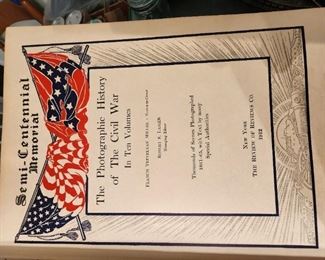 Semi-Centennial
Memorial
The Photographic History
of The Civil War
In Ten Volumes
Francis Trevelyan Miller - Editor-in-Chief
Robert S. Lanier
Managing Editor
Thousands of Scenes Photographed
1861-65, with Text by many
Special Authorities
New York
The Review of Reviews Co.
1912